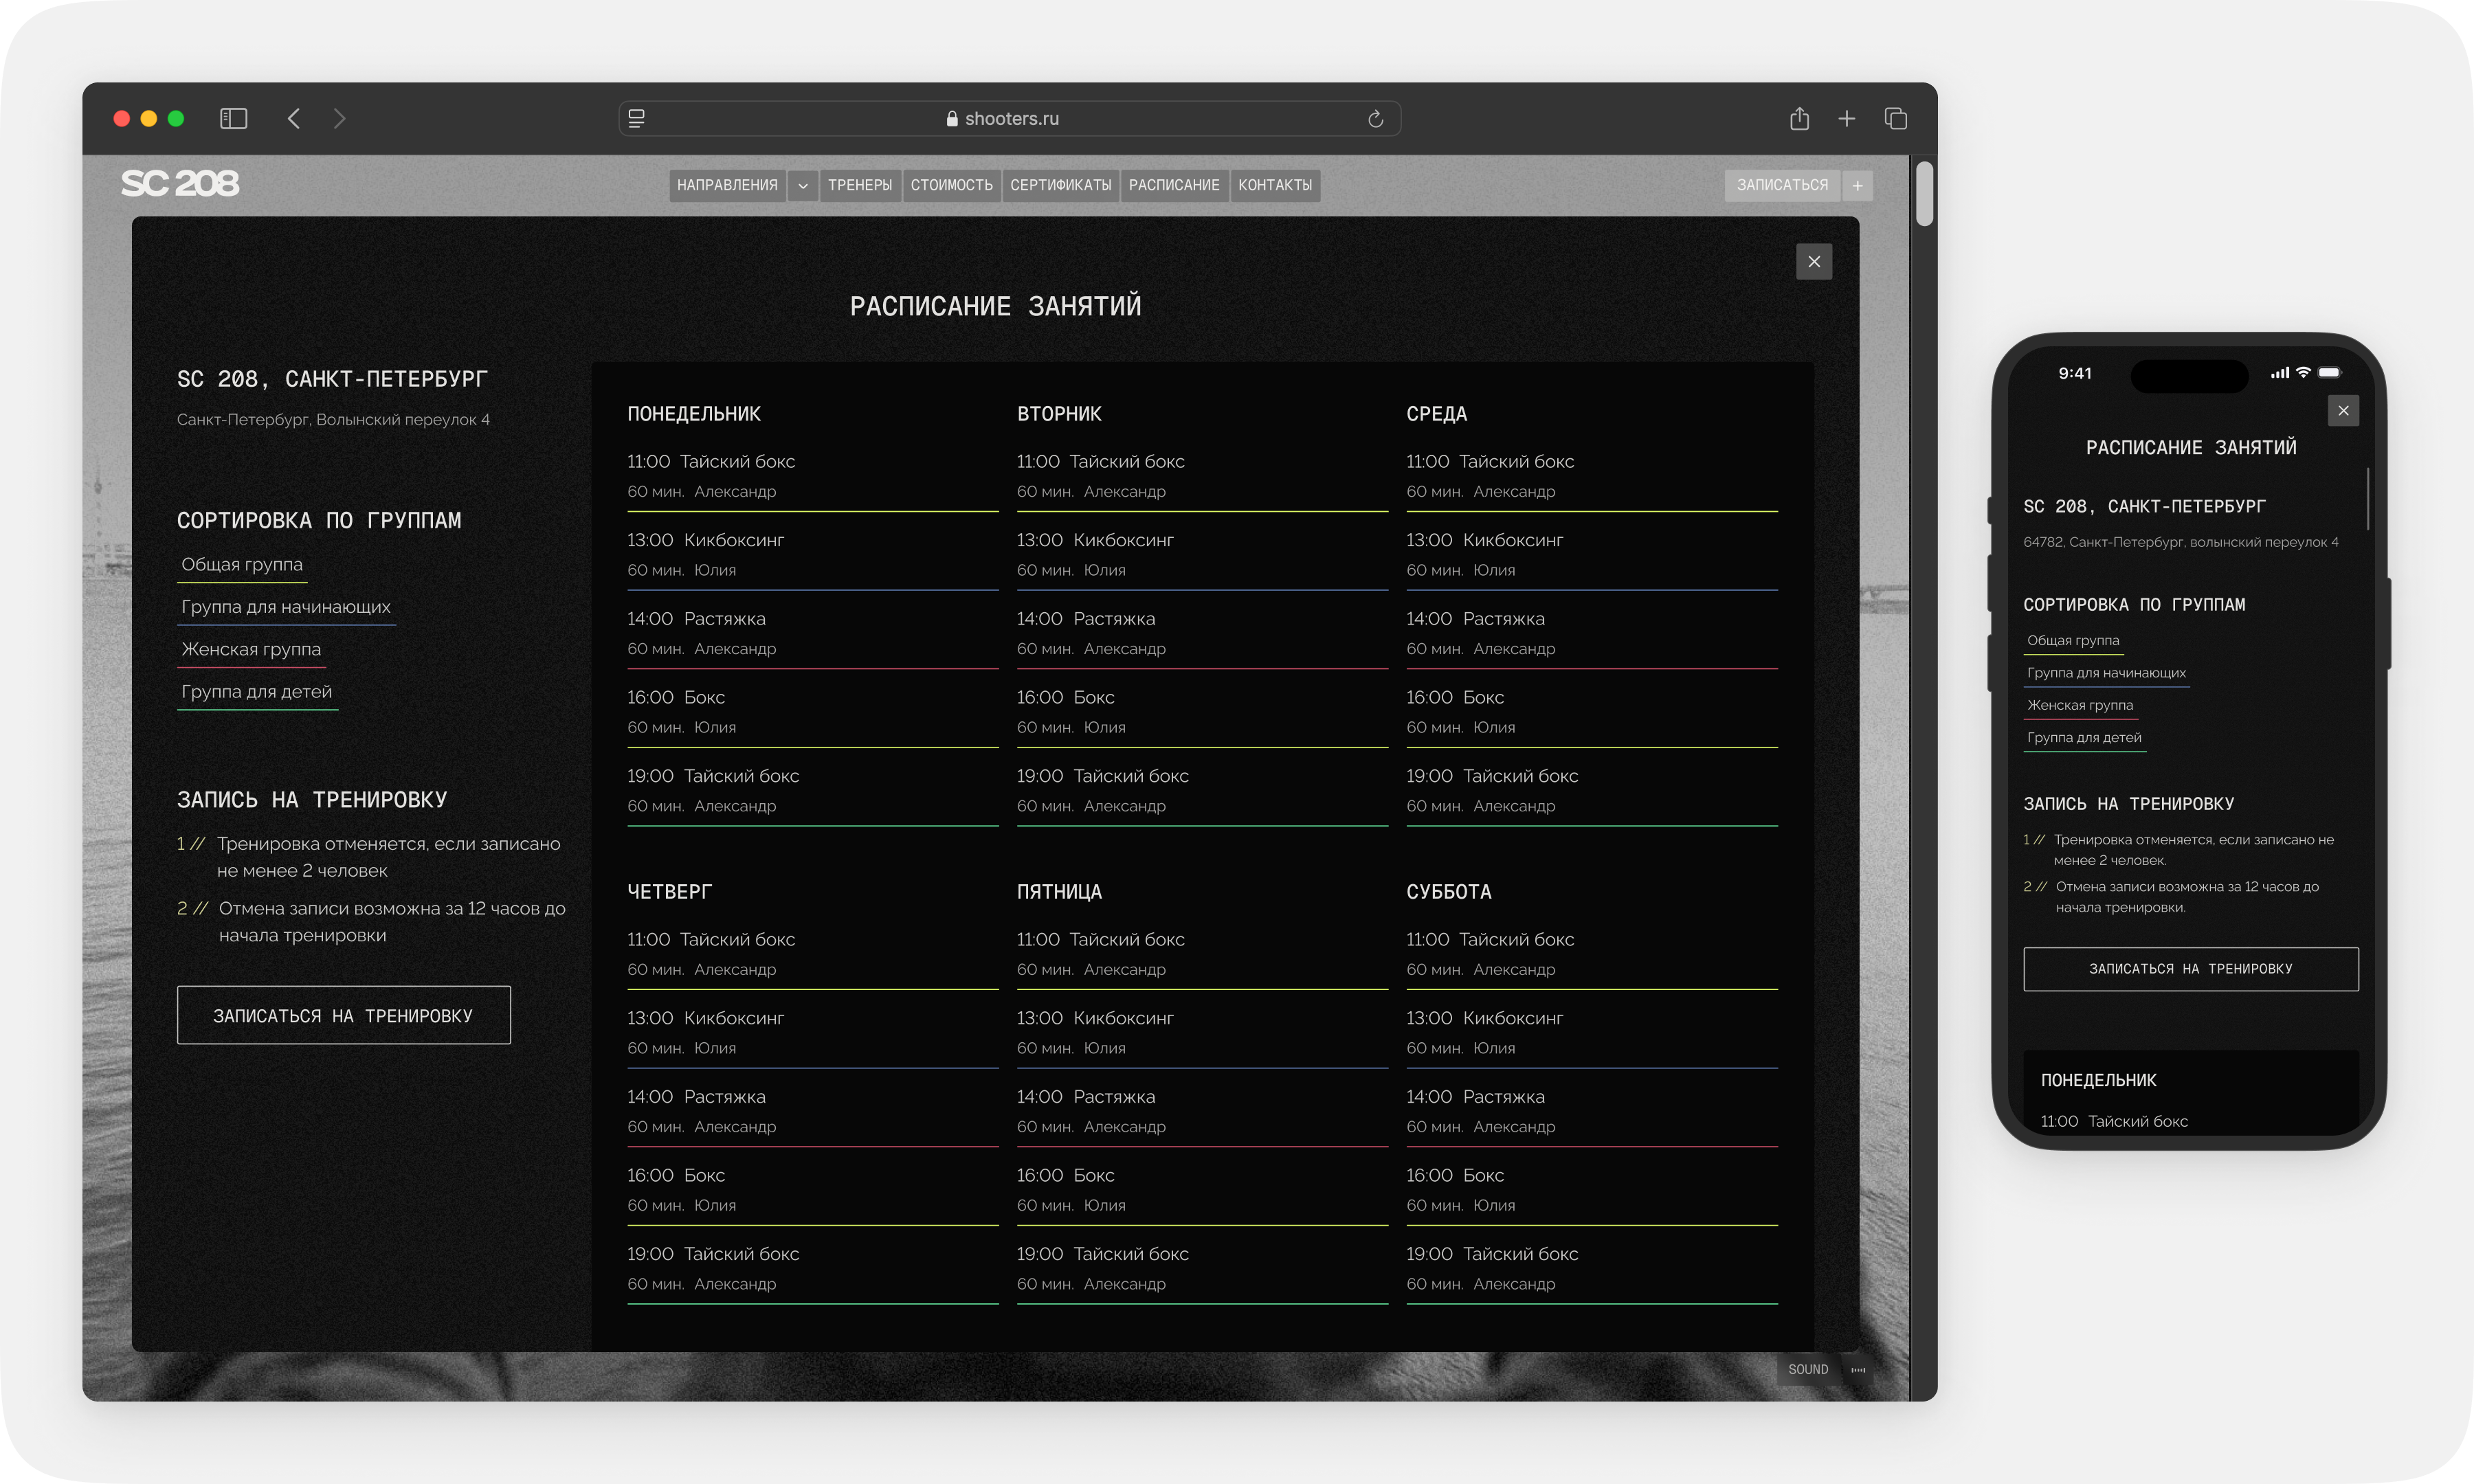 shooters.ru
SC 208
НАПРАВЛЕНИЯ ТРЕНЕРЫ СТОИМОСТЬ СЕРТИФИКАТЫ РАСПИСАНИЕ КОНТАКТЫ
ЗАПИСАТЬСЯ +
РАСПИСАНИЕ ЗАНЯТИЙ
SC 208, САНКТ-ПЕТЕРБУРГ
Санкт-Петербург, Волынский переулок 4
СОРТИРОВКА ПО ГРУППАМ
Общая группа
Группа для начинающих
Женская группа
Группа для детей
ЗАПИСЬ НА ТРЕНИРОВКУ
1 // Тренировка отменяется, если записано
не менее 2 человек
2 // Отмена записи возможна за 12 часов до
начала тренировки
ЗАПИСАТЬСЯ НА ТРЕНИРОВКУ
ПОНЕДЕЛЬНИК
11:00 Тайский бокс
60 мин. Александр
13:00 Кикбоксинг
60 мин. Юлия
14:00 Растяжка
60 мин. Александр
16:00 Бокс
60 мин. Юлия
19:00 Тайский бокс
60 мин. Александр
ВТОРНИК
11:00 Тайский бокс
60 мин. Александр
13:00 Кикбоксинг
60 мин. Юлия
14:00 Растяжка
60 мин. Александр
16:00 Бокс
60 мин. Юлия
19:00 Тайский бокс
60 мин. Александр
СРЕДА
11:00 Тайский бокс
60 мин. Александр
13:00 Кикбоксинг
60 мин. Юлия
14:00 Растяжка
60 мин. Александр
16:00 Бокс
60 мин. Юлия
19:00 Тайский бокс
60 мин. Александр
ЧЕТВЕРГ
11:00 Тайский бокс
60 мин. Александр
13:00 Кикбоксинг
60 мин. Юлия
14:00 Растяжка
60 мин. Александр
16:00 Бокс
60 мин. Юлия
19:00 Тайский бокс
60 мин. Александр
ПЯТНИЦА
11:00 Тайский бокс
60 мин. Александр
13:00 Кикбоксинг
60 мин. Юлия
14:00 Растяжка
60 мин. Александр
16:00 Бокс
60 мин. Юлия
19:00 Тайский бокс
60 мин. Александр
СУББОТА
11:00 Тайский бокс
60 мин. Александр
13:00 Кикбоксинг
60 мин. Юлия
14:00 Растяжка
60 мин. Александр
16:00 Бокс
60 мин. Юлия
19:00 Тайский бокс
60 мин. Александр
SOUND
9:41
РАСПИСАНИЕ ЗАНЯТИЙ
SC 208, САНКТ-ПЕТЕРБУРГ
64782, Санкт-Петербург, волынский переулок 4
СОРТИРОВКА ПО ГРУППАМ
Общая группа
Группа для начинающих
Женская группа
Группа для детей
ЗАПИСЬ НА ТРЕНИРОВКУ
1 // Тренировка отменяется, если записано не
менее 2 человек.
2 // Отмена записи возможна за 12 часов до
начала тренировки.
ЗАПИСАТЬСЯ НА ТРЕНИРОВКУ
ПОНЕДЕЛЬНИК
11:00 Тайский бокс